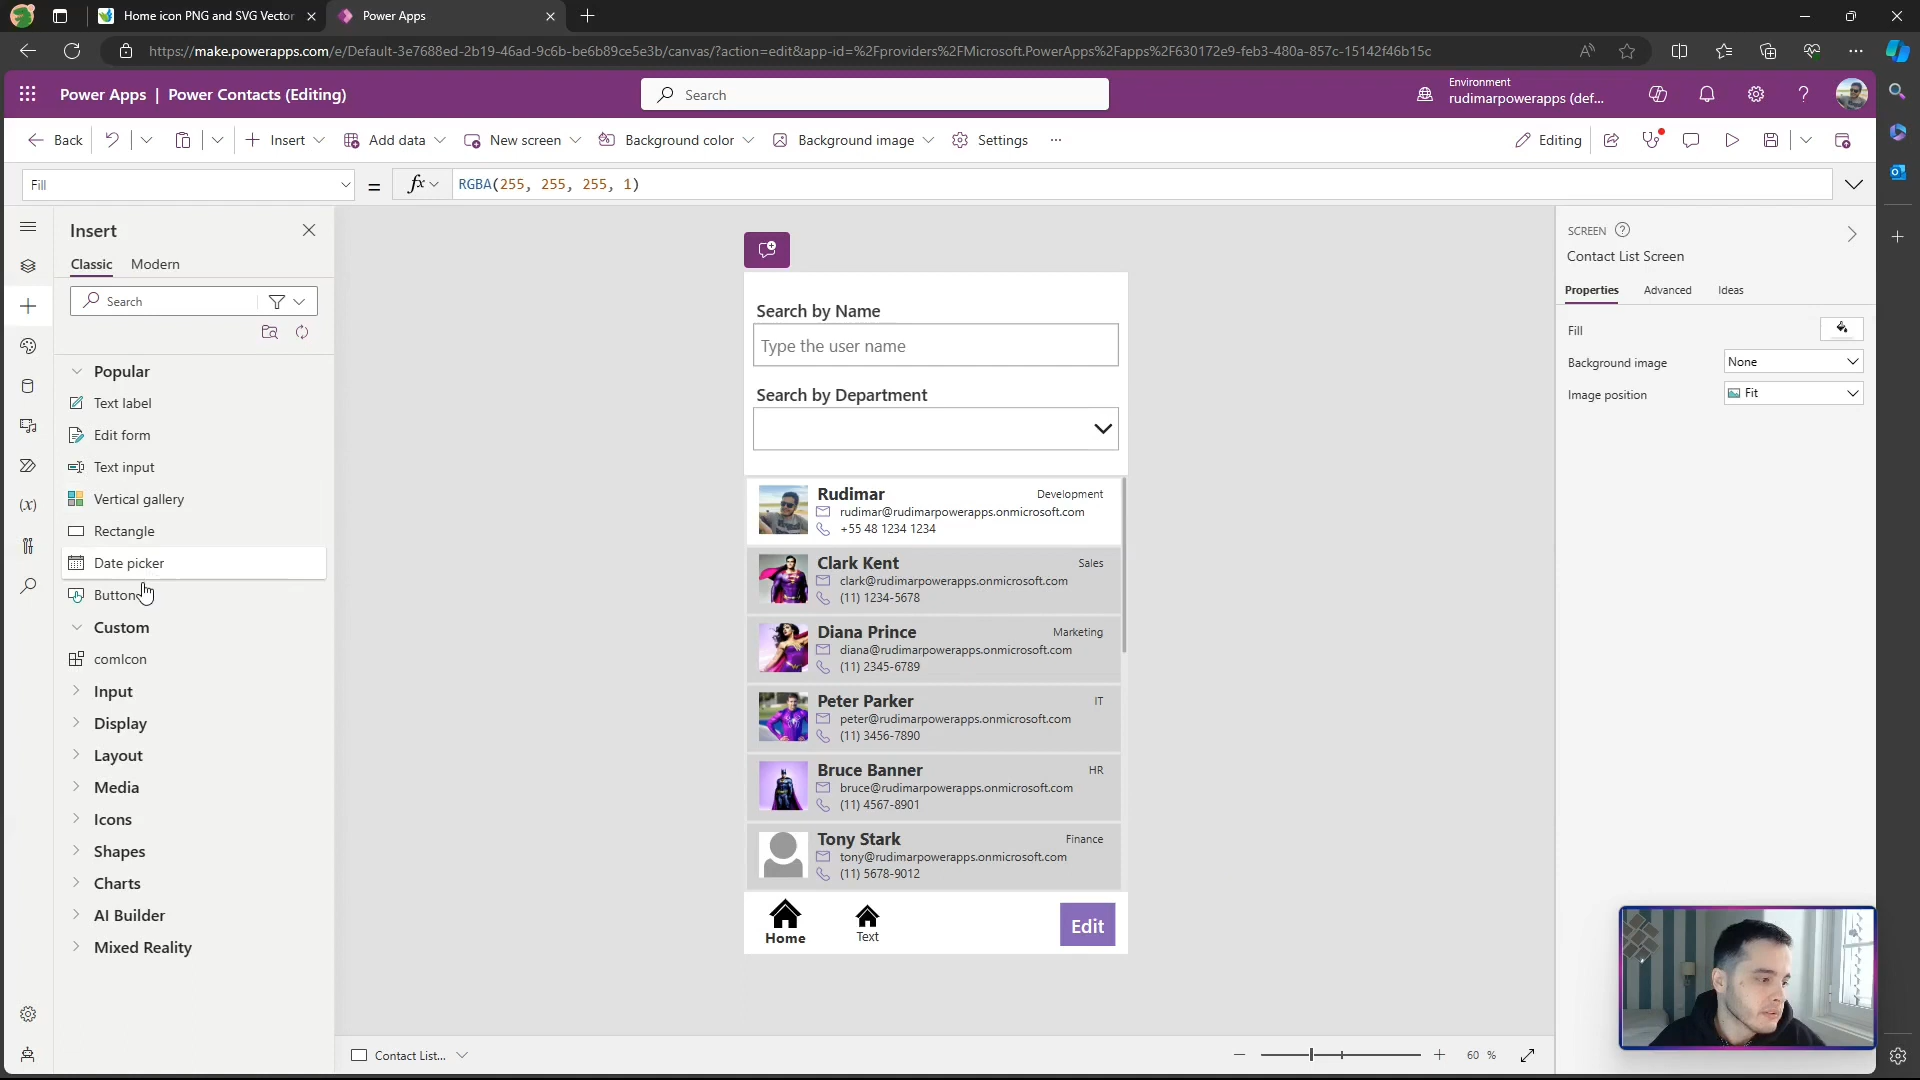 Home icon PNG and SVG Vector
Power Apps
https://make.powerapps.com/e/Default-3e7688ed-2b19-46ad-9c6b-be6b89ce5e3b/canvas/?action=edit&app-id=%2Fproviders%2FMicrosoft.PowerApps%2Fapps%2F630172e9-feb3-480a-857c-15142f46b15c
Power Apps | Power Contacts (Editing)
Search
Environment
rudimarpowerapps (def...
Back
Insert
Add data
New screen
Background color
Background image
Settings
Editing
Fill
= fx
RGBA(255, 255, 255, 1)
Insert
Classic
Modern
Search
Popular
Text label
Edit form
Text input
Vertical gallery
Rectangle
Date picker
Button
Custom
comIcon
Input
Display
Layout
Media
Icons
Shapes
Charts
AI Builder
Mixed Reality
(x)
Search by Name
Type the user name
Search by Department
Rudimar
Development
rudimar@rudimarpowerapps.onmicrosoft.com
+55 48 1234 1234
Clark Kent
Sales
clark@rudimarpowerapps.onmicrosoft.com
(11) 1234-5678
Diana Prince
Marketing
diana@rudimarpowerapps.onmicrosoft.com
(11) 2345-6789
Peter Parker
IT
peter@rudimarpowerapps.onmicrosoft.com
(11) 3456-7890
Bruce Banner
HR
bruce@rudimarpowerapps.onmicrosoft.com
(11) 4567-8901
Tony Stark
Finance
tony@rudimarpowerapps.onmicrosoft.com
(11) 5678-9012
Home
Text
Edit
Contact List...
60 %
SCREEN
Contact List Screen
Properties
Advanced
Ideas
Fill
Background image
None
Image position
Fit